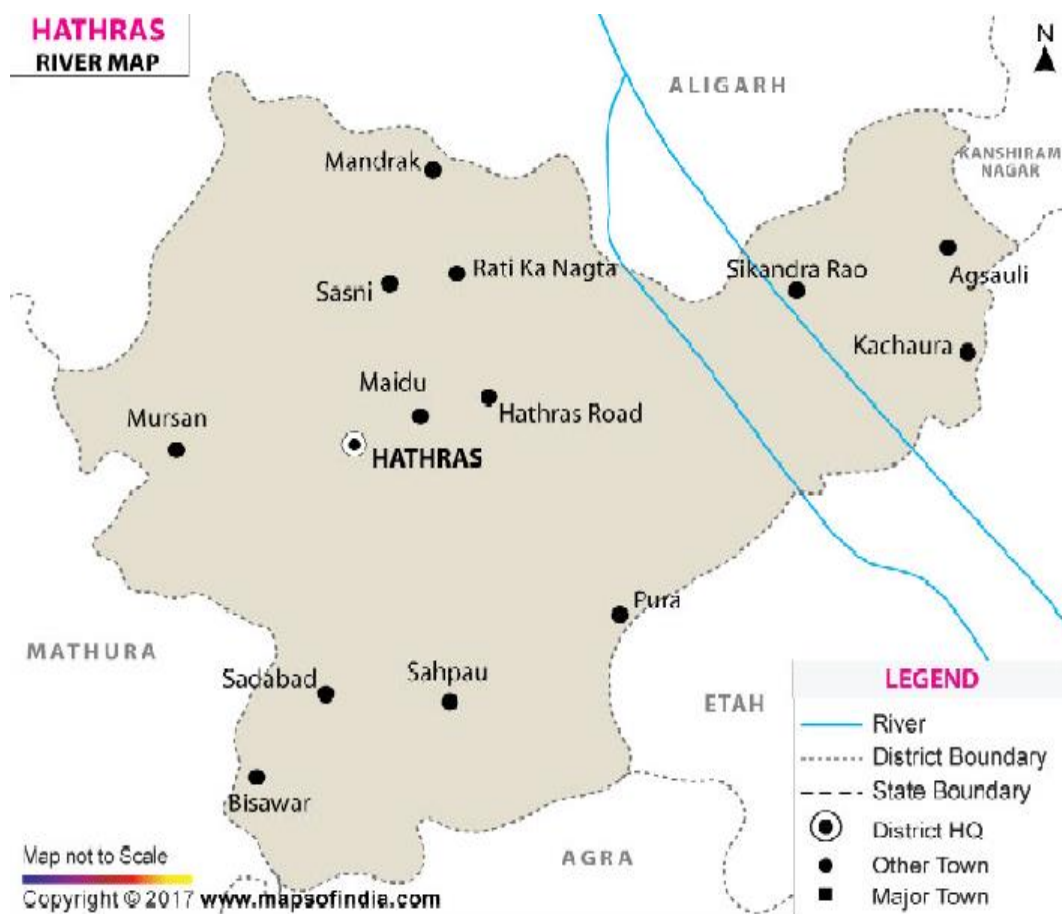 HATHRAS
RIVER MAP
N
ALIGARH
KANSHIRAM
NAGAR
Mandrak
Rati Ka Nagta
Sasni
Sikandra Rao
Agsauli
Kachaura
Maidu
Hathras Road
Mursan
HATHRAS
Pura
MATHURA
Sadabad
Sahpau
ETAH
Bisawar
AGRA
LEGEND
River
District Boundary
State Boundary
District HQ
Other Town
Major Town
Map not to Scale
Copyright © 2017 www.mapsofindia.com